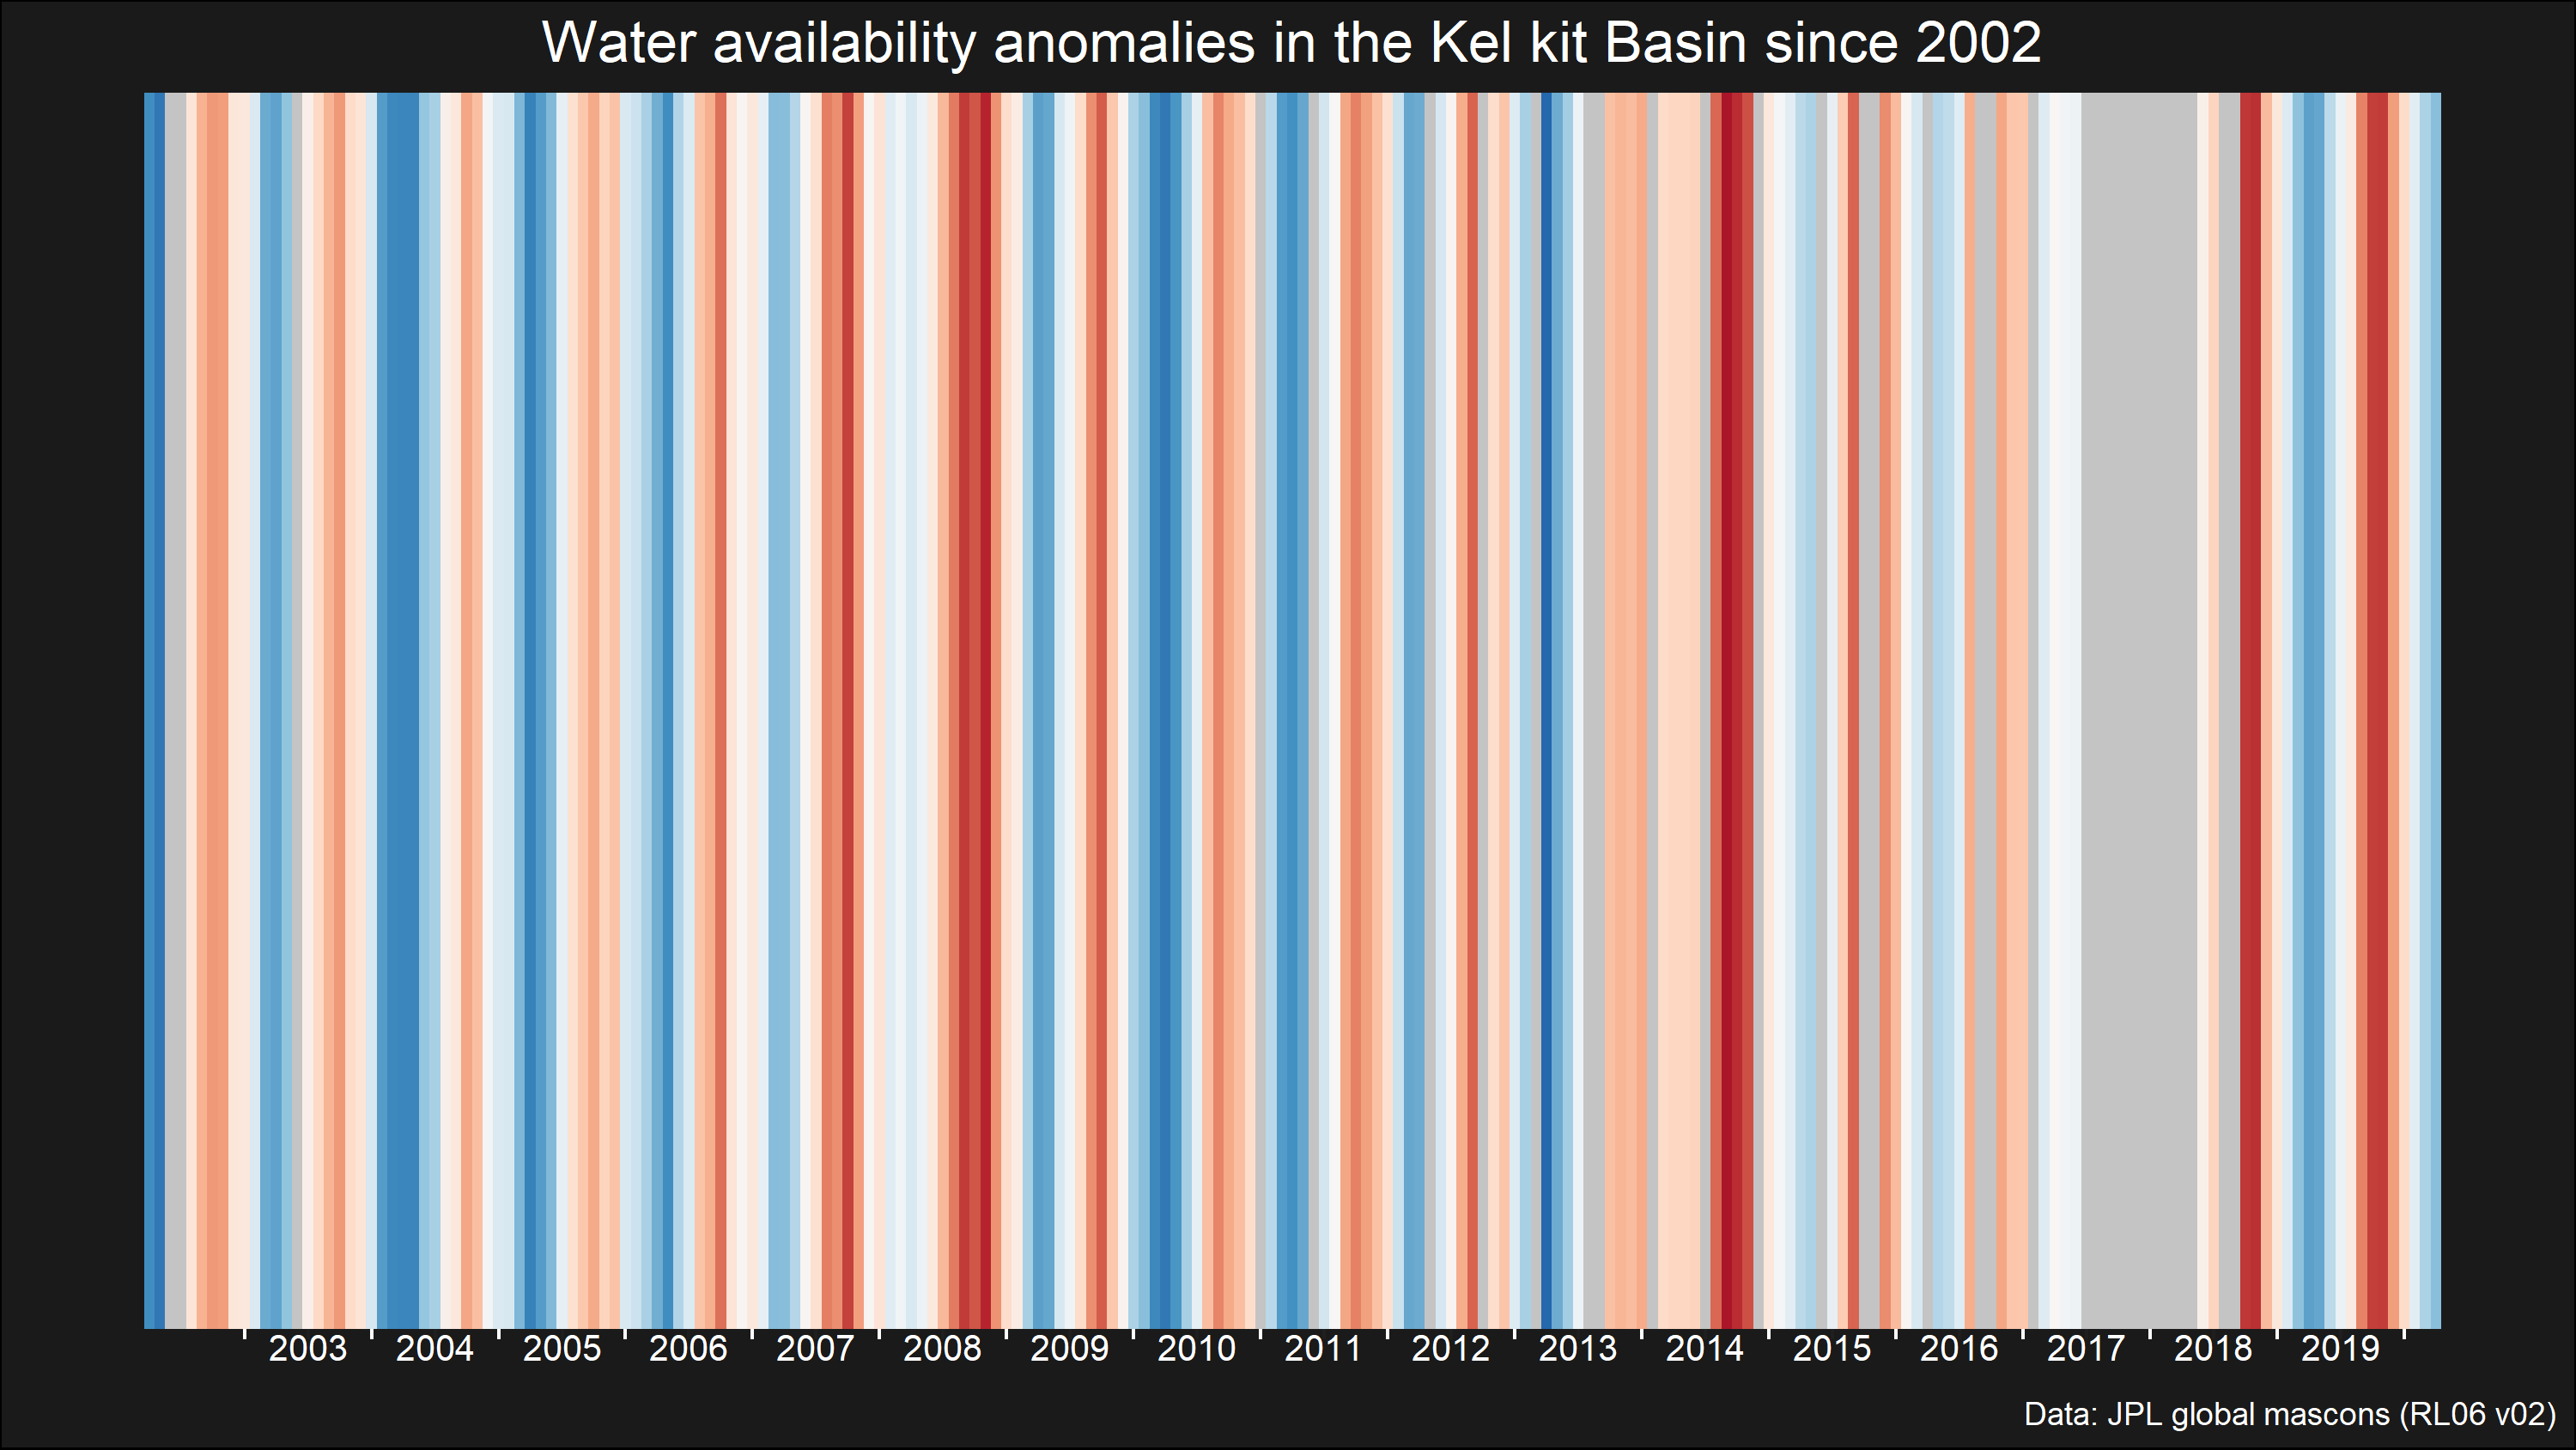 Water availability anomalies in the Kel kit Basin since 2002
2003 2004 2005 2006 2007 2008 2009 2010 2011 2012 2013 2014 2015 2016 2017 2018 2019
Data: JPL global mascons (RL06 v02)